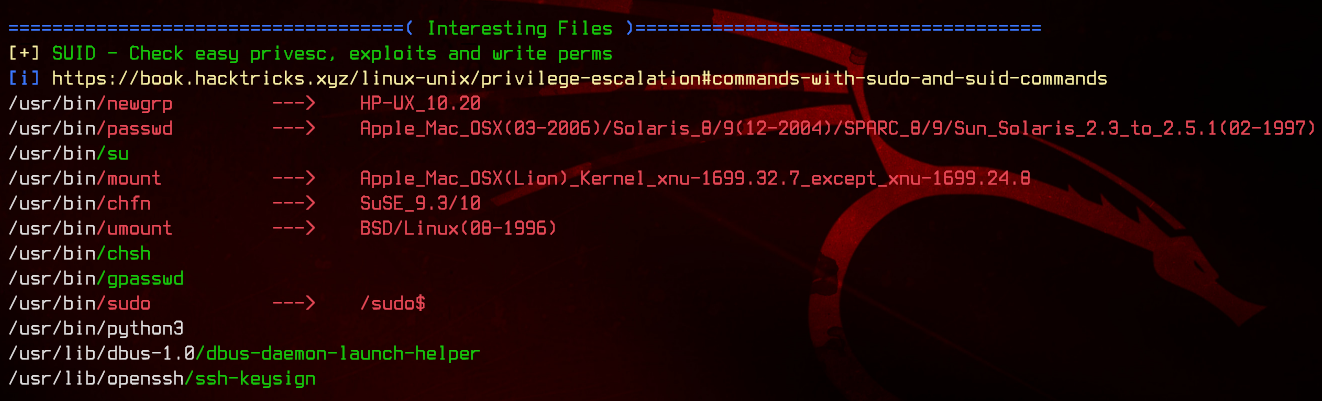 ====================================( Interesting Files )=====================================
[+] SUID - Check easy privesc, exploits and write perms
[i] https://book.hacktricks.xyz/linux-unix/privilege-escalation#commands-with-sudo-and-suid-commands
/usr/bin/newgrp ---> HP-UX_10.20
/usr/bin/passwd ---> Apple_Mac_OSX(03-2006)/Solaris_8/9(12-2004)/SPARC_8/9/Sun_Solaris_2.3_to_2.5.1(02-1997)
/usr/bin/su
/usr/bin/mount ---> Apple_Mac_OSX(Lion)_Kernel_xnu-1699.32.7_except_xnu-1699.24.8
/usr/bin/chfn ---> SuSE_9.3/10
/usr/bin/umount ---> BSD/Linux(08-1996)
/usr/bin/chsh
/usr/bin/gpasswd
/usr/bin/sudo ---> /sudo$
/usr/bin/python3
/usr/lib/dbus-1.0/dbus-daemon-launch-helper
/usr/lib/openssh/ssh-keysign